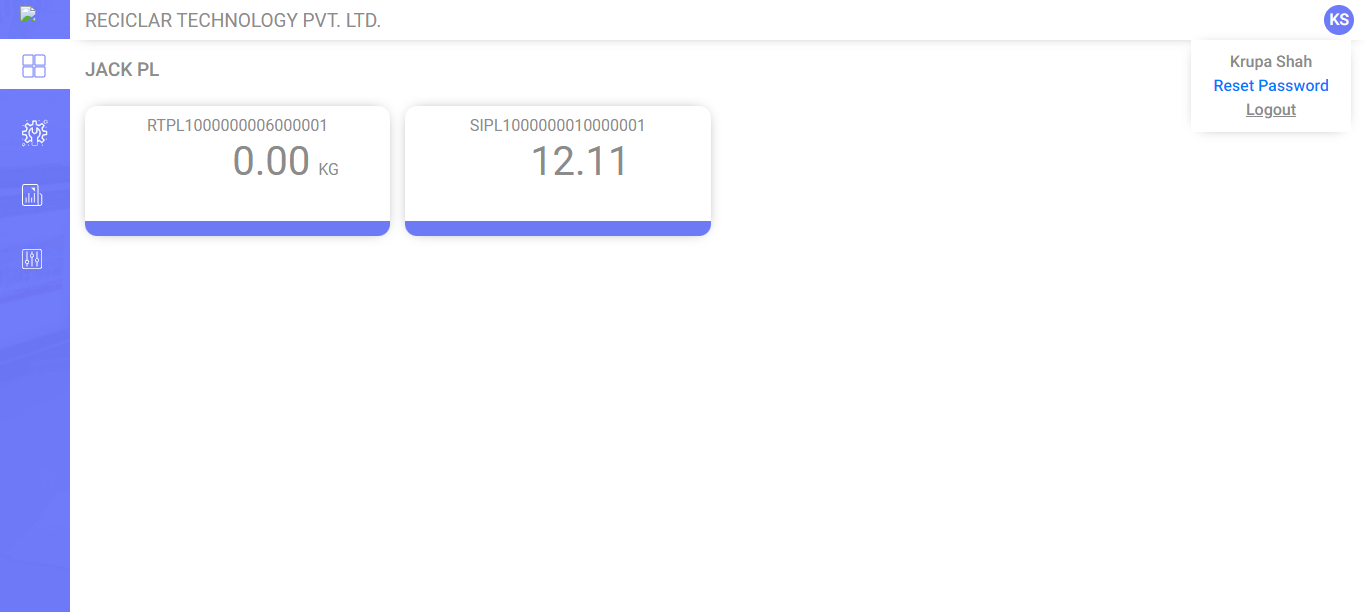 RECICLAR TECHNOLOGY PVT. LTD.
KS
Krupa Shah
Reset Password
Logout
JACK PL
RTPL1000000006000001
0.00 KG
SIPL1000000010000001
12.11